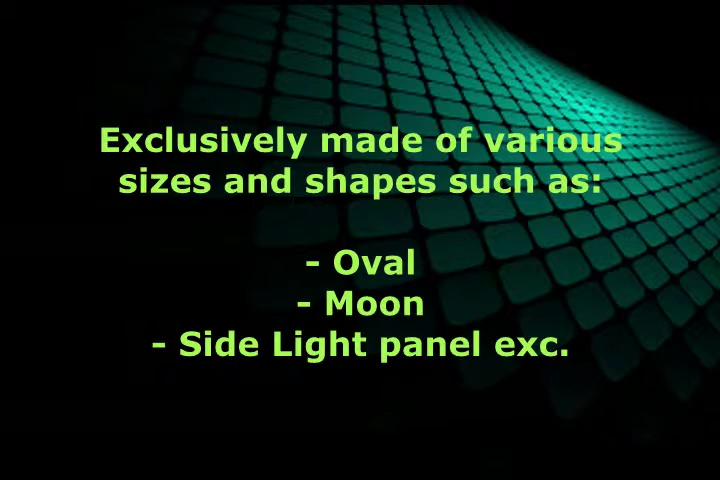 Exclusively made of various
sizes and shapes such as:
- Oval
- Moon
- Side Light panel exc.